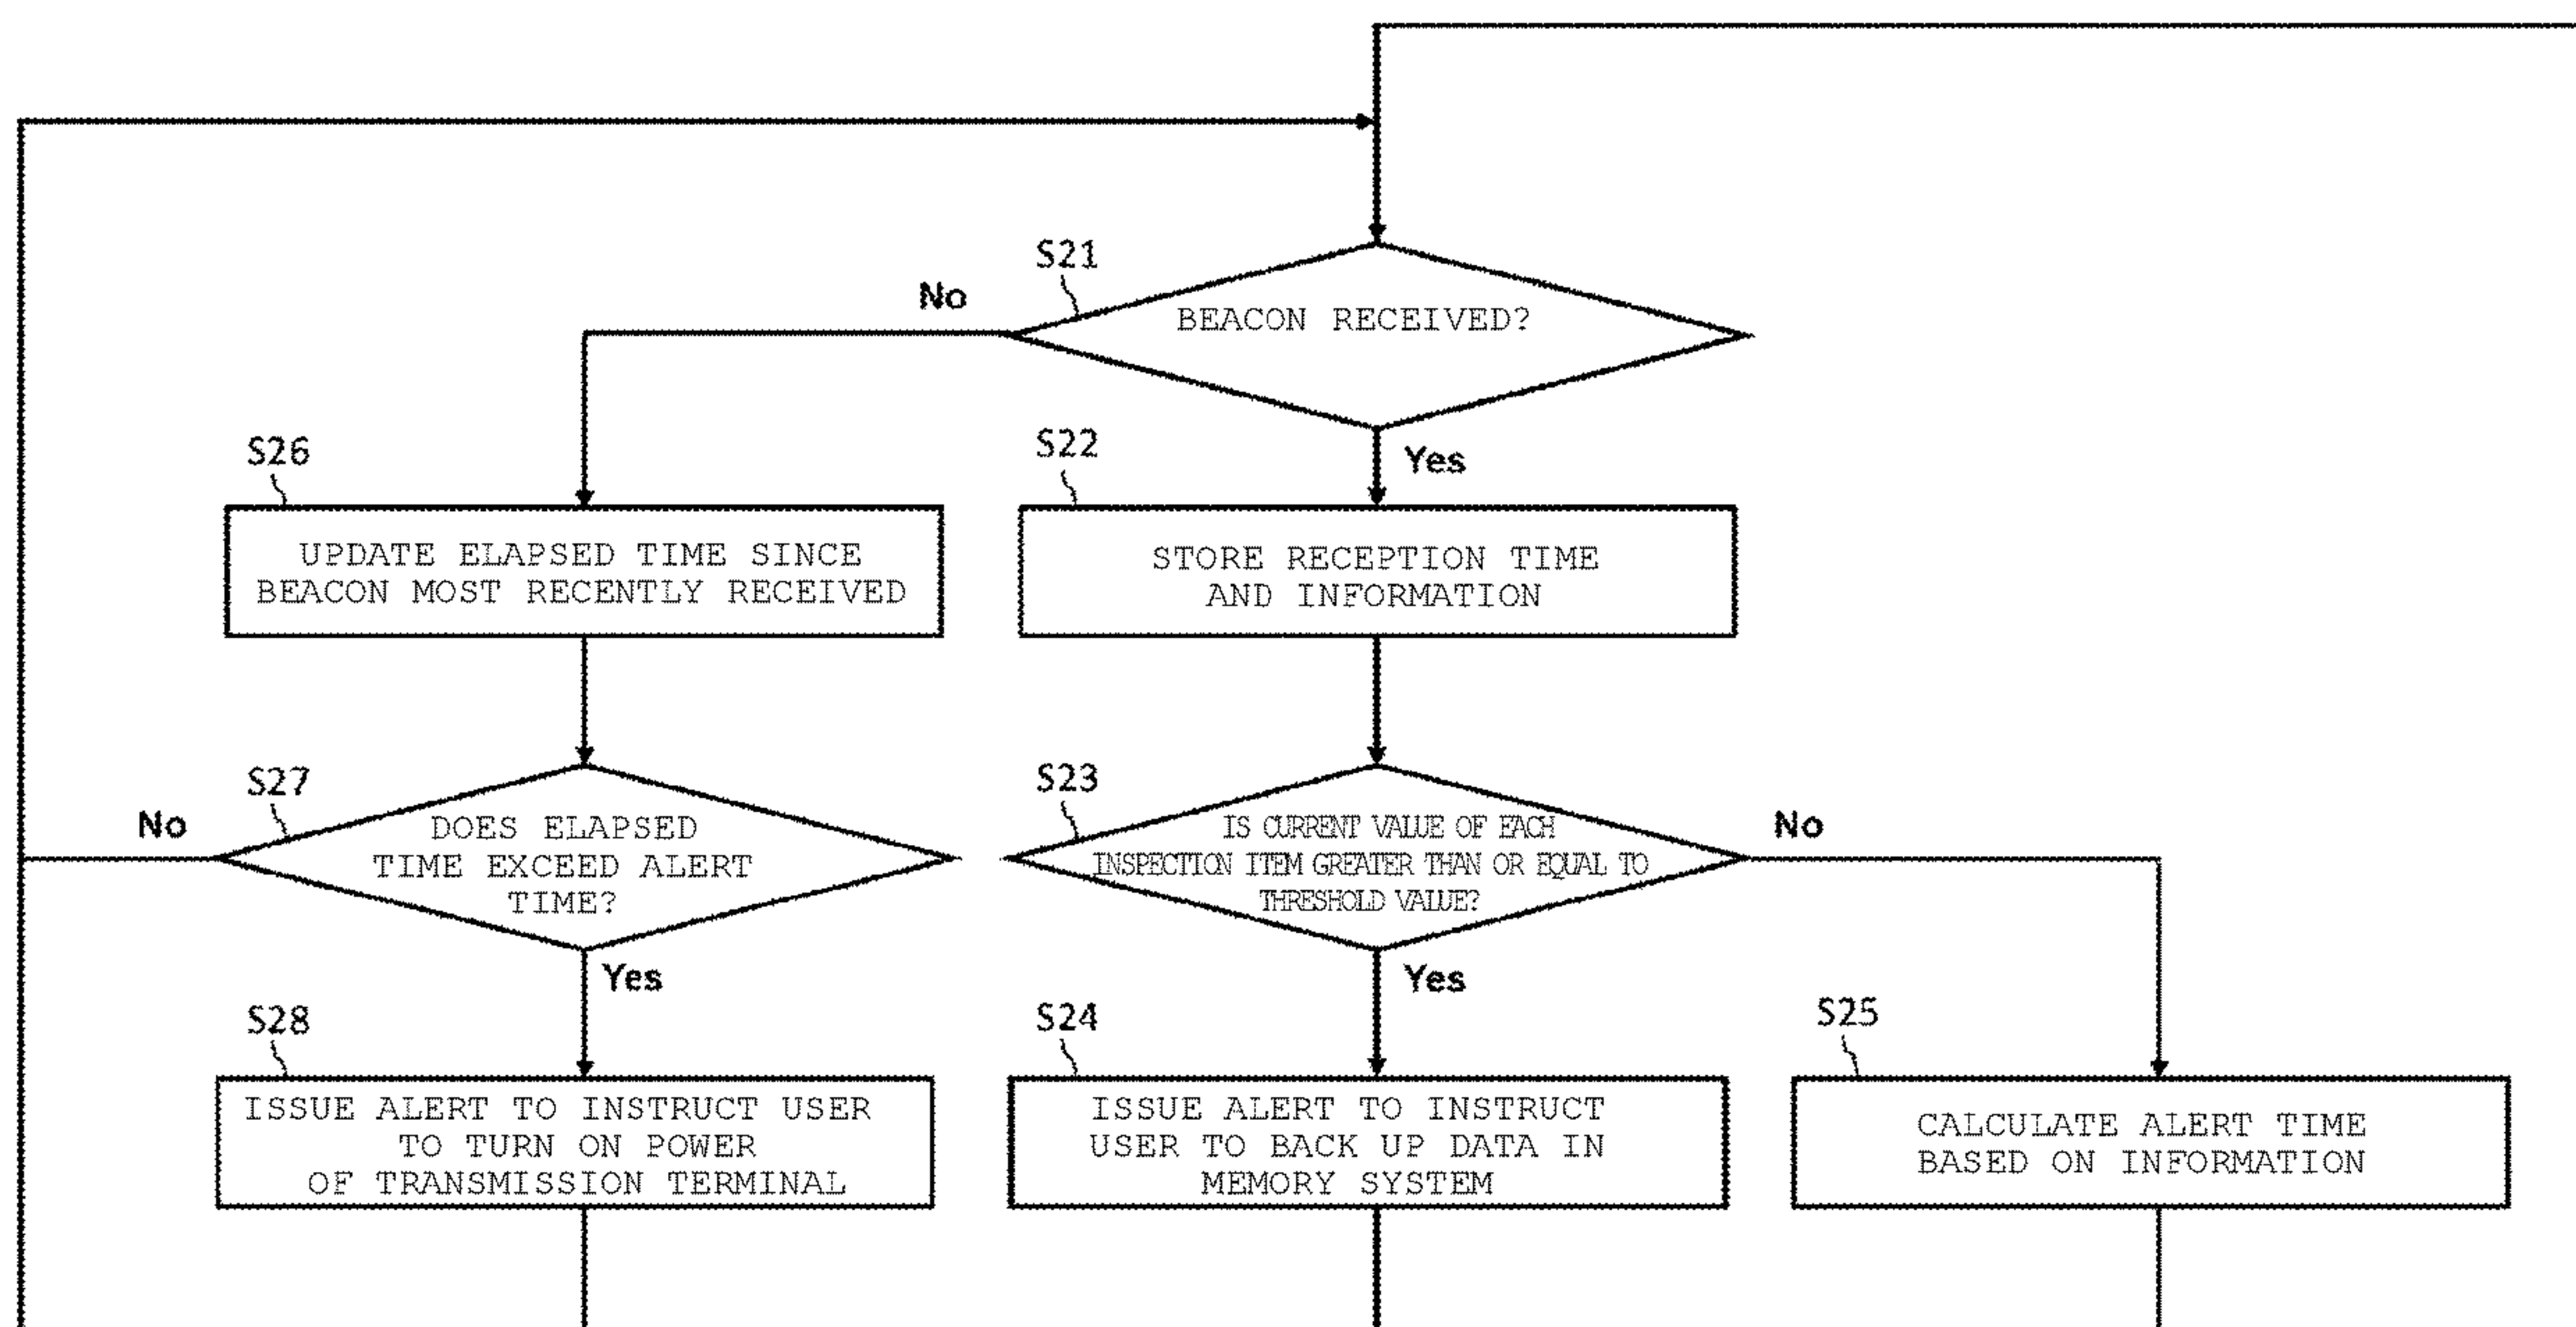 S21
No
BEACON RECEIVED?
S26
S22
Yes
UPDATE ELAPSED TIME SINCE
BEACON MOST RECENTLY RECEIVED
STORE RECEPTION TIME
AND INFORMATION
S27
No
DOES ELAPSED
TIME EXCEED ALERT
TIME?
S23
IS CURRENT VALUE OF EACH
INSPECTION ITEM GREATER THAN OR EQUAL TO
THRESHOLD VALUE?
No
Yes
Yes
S28
S24
S25
ISSUE ALERT TO INSTRUCT USER
TO TURN ON POWER
OF TRANSMISSION TERMINAL
ISSUE ALERT TO INSTRUCT
USER TO BACK UP DATA IN
MEMORY SYSTEM
CALCULATE ALERT TIME
BASED ON INFORMATION